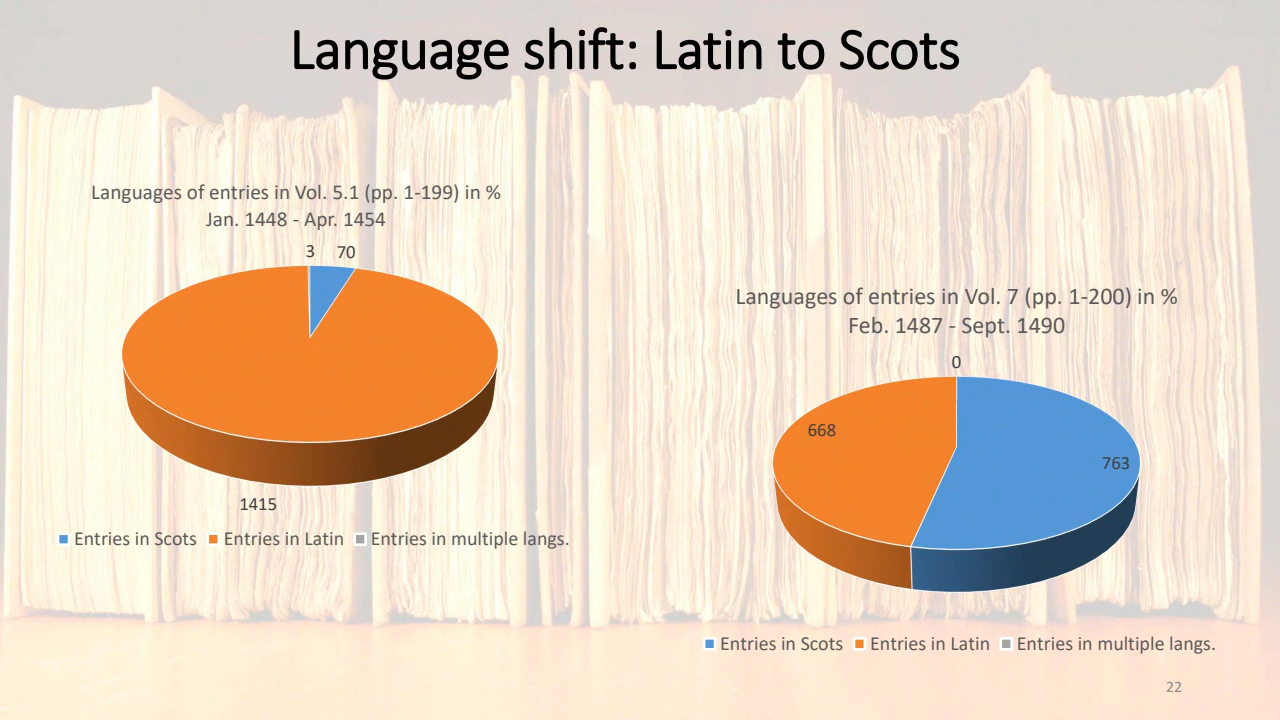 Language shift: Latin to Scots
Languages of entries in Vol. 5.1 (pp. 1-199) in %
Jan. 1448 - Apr. 1454
3 70
1415
Entries in Scots Entries in Latin Entries in multiple langs.
Languages of entries in Vol. 7 (pp. 1-200) in %
Feb. 1487 - Sept. 1490
0
668
763
Entries in Scots Entries in Latin Entries in multiple langs.
22